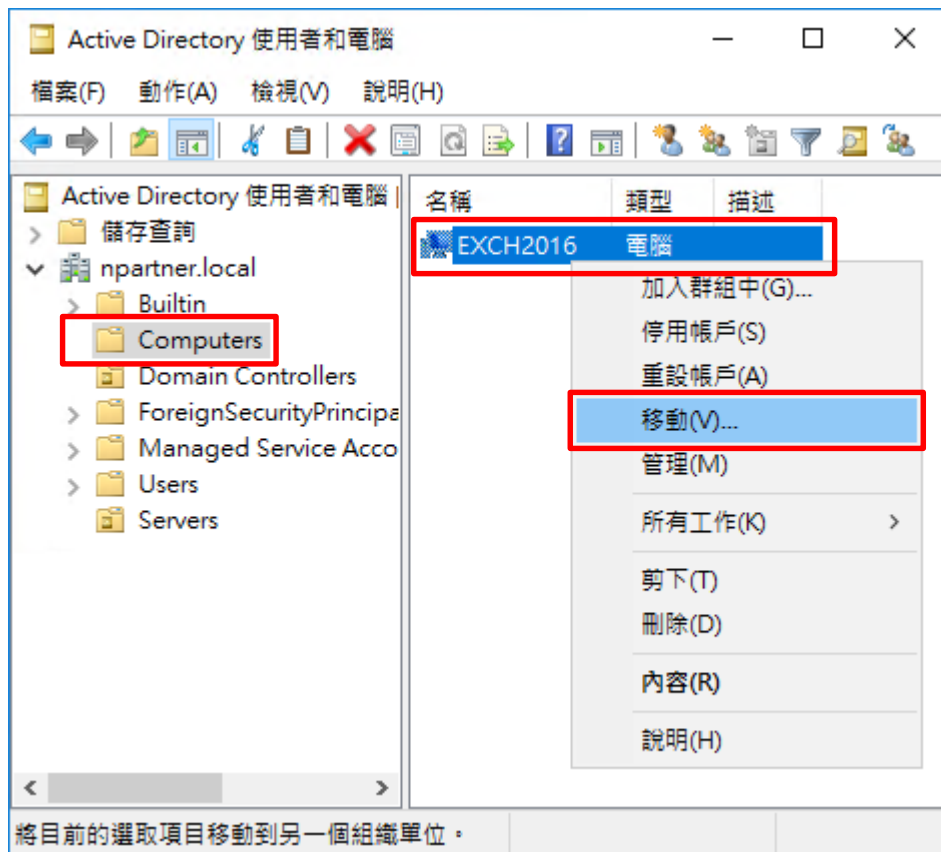 Active Directory 使用者和電腦
檔案(F) 動作(A) 檢視(V) 說明(H)
Active Directory 使用者和電腦
儲存查詢
npartner.local
Builtin
Computers
Domain Controllers
ForeignSecurityPrincipa
Managed Service Acco
Users
Servers
名稱 類型 描述
EXCH2016 電腦
加入群組中(G)...
停用帳戶(S)
重設帳戶(A)
移動(V)...
管理(M)
所有工作(K)
剪下(T)
刪除(D)
內容(R)
說明(H)
將目前的選取項目移動到另一個組織單位。